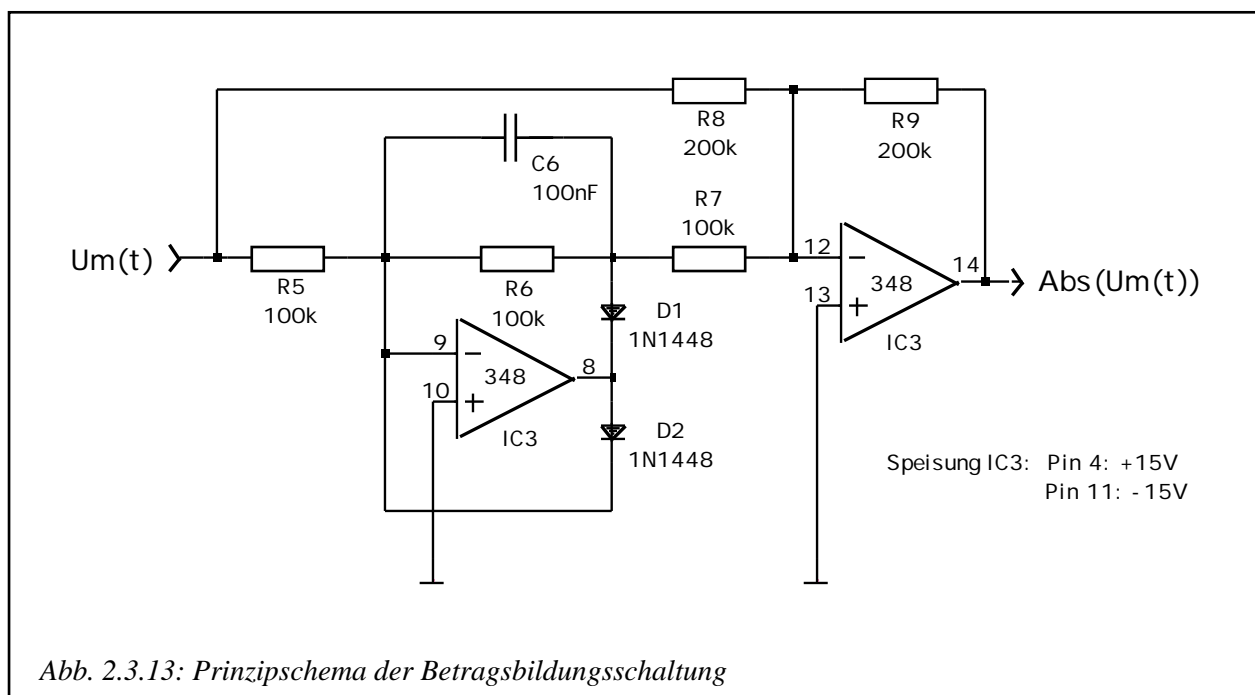 R8
200k
R9
200k
C6
100nF
R7
100k
Um(t)
R5
100k
R6
100k
12
13
348
14
Abs(Um(t))
IC3
D1
1N1448
9
10
348
8
IC3
D2
1N1448
Speisung IC3: Pin 4: +15V
Pin 11: -15V
Abb. 2.3.13: Prinzipschema der Betragsbildungsschaltung